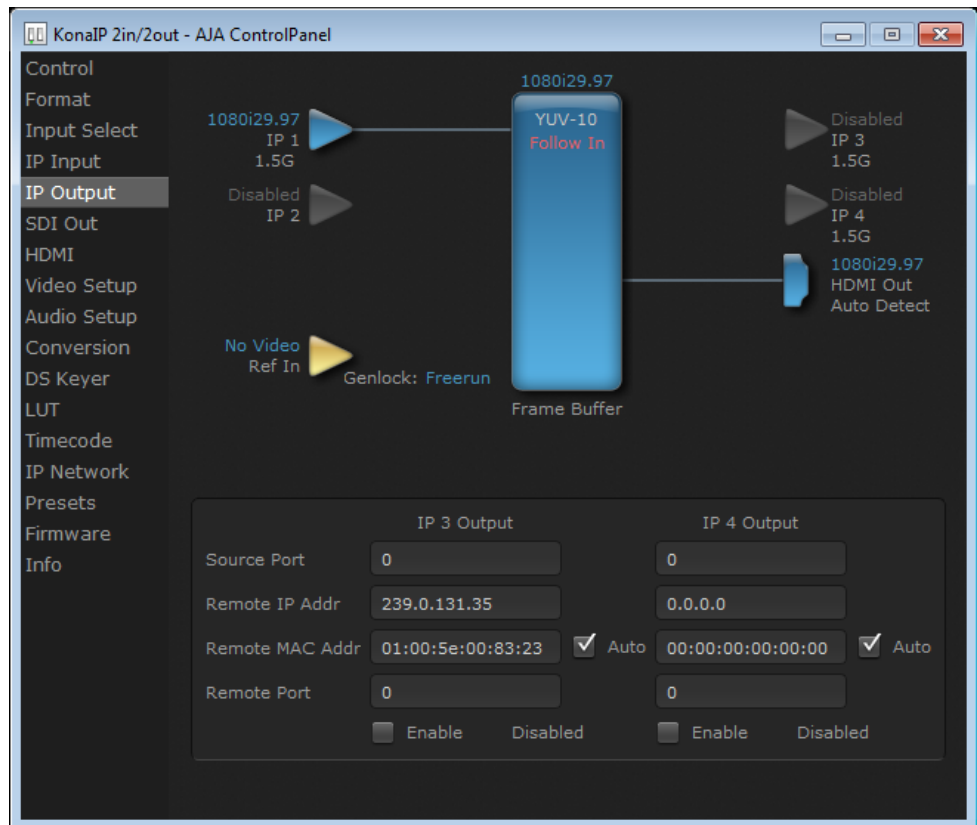 KonaIP 2in/2out - AJA ControlPanel
Control
Format
Input Select
IP Input
IP Output
SDI Out
HDMI
Video Setup
Audio Setup
Conversion
DS Keyer
LUT
Timecode
IP Network
Presets
Firmware
Info
1080i29.97
IP 1
1.5G
Disabled
IP 2
No Video
Ref In
Genlock: Freerun
1080i29.97
YUV-10
Follow In
Frame Buffer
Disabled
IP 3
1.5G
Disabled
IP 4
1.5G
1080i29.97
HDMI Out
Auto Detect
IP 3 Output IP 4 Output
Source Port 0 0
Remote IP Addr 239.0.131.35 0.0.0.0
Remote MAC Addr 01:00:5e:00:83:23 Auto 00:00:00:00:00:00 Auto
Remote Port 0 0
Enable Disabled Enable Disabled